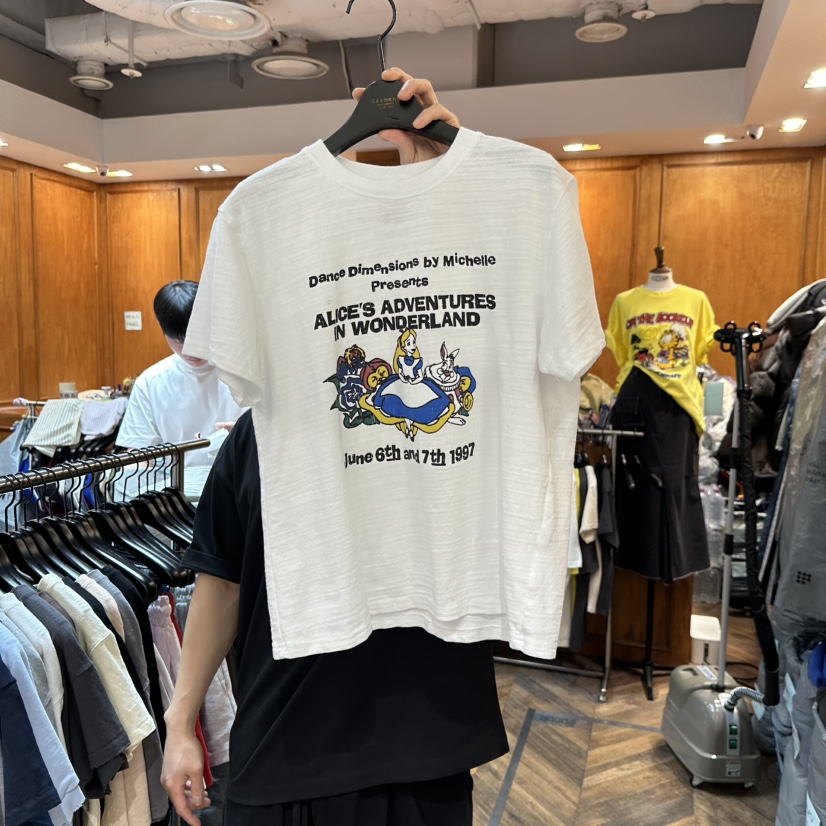 Dance Dimensions by Michelle
Presents
ALICE'S ADVENTURES
IN WONDERLAND
June 6th and 7th 1997